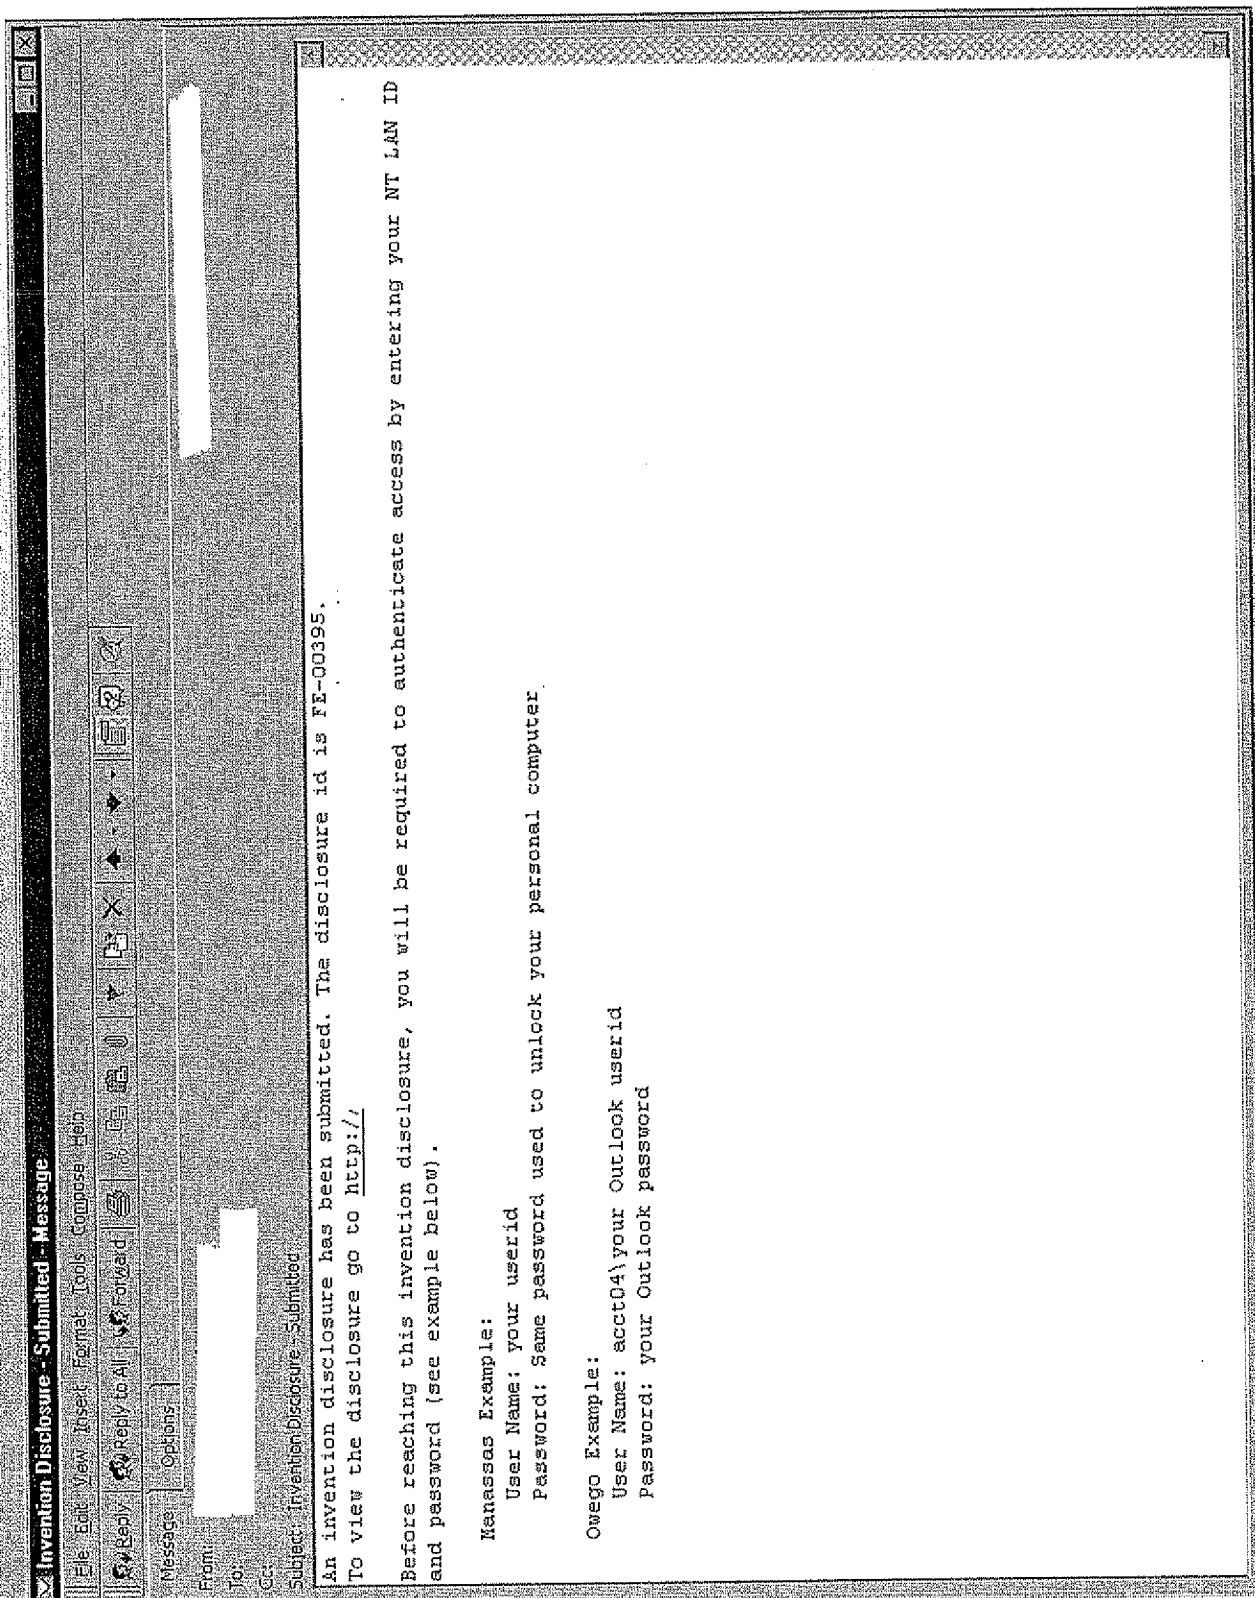 Invention Disclosure - Submitted - Message
File Edit View Insert Format Tools Compose Help
Reply Reply to All Forward
Message Options
From:
To:
Cc:
Subject: Invention Disclosure - Submitted
An invention disclosure has been submitted. The disclosure id is FE-00395.
To view the disclosure go to http://
Before reaching this invention disclosure, you will be required to authenticate access by entering your NT LAN ID
and password (see example below).
Manassas Example:
User Name: your userid
Password: Same password used to unlock your personal computer
Owego Example:
User Name: acct04\your Outlook userid
Password: your Outlook password